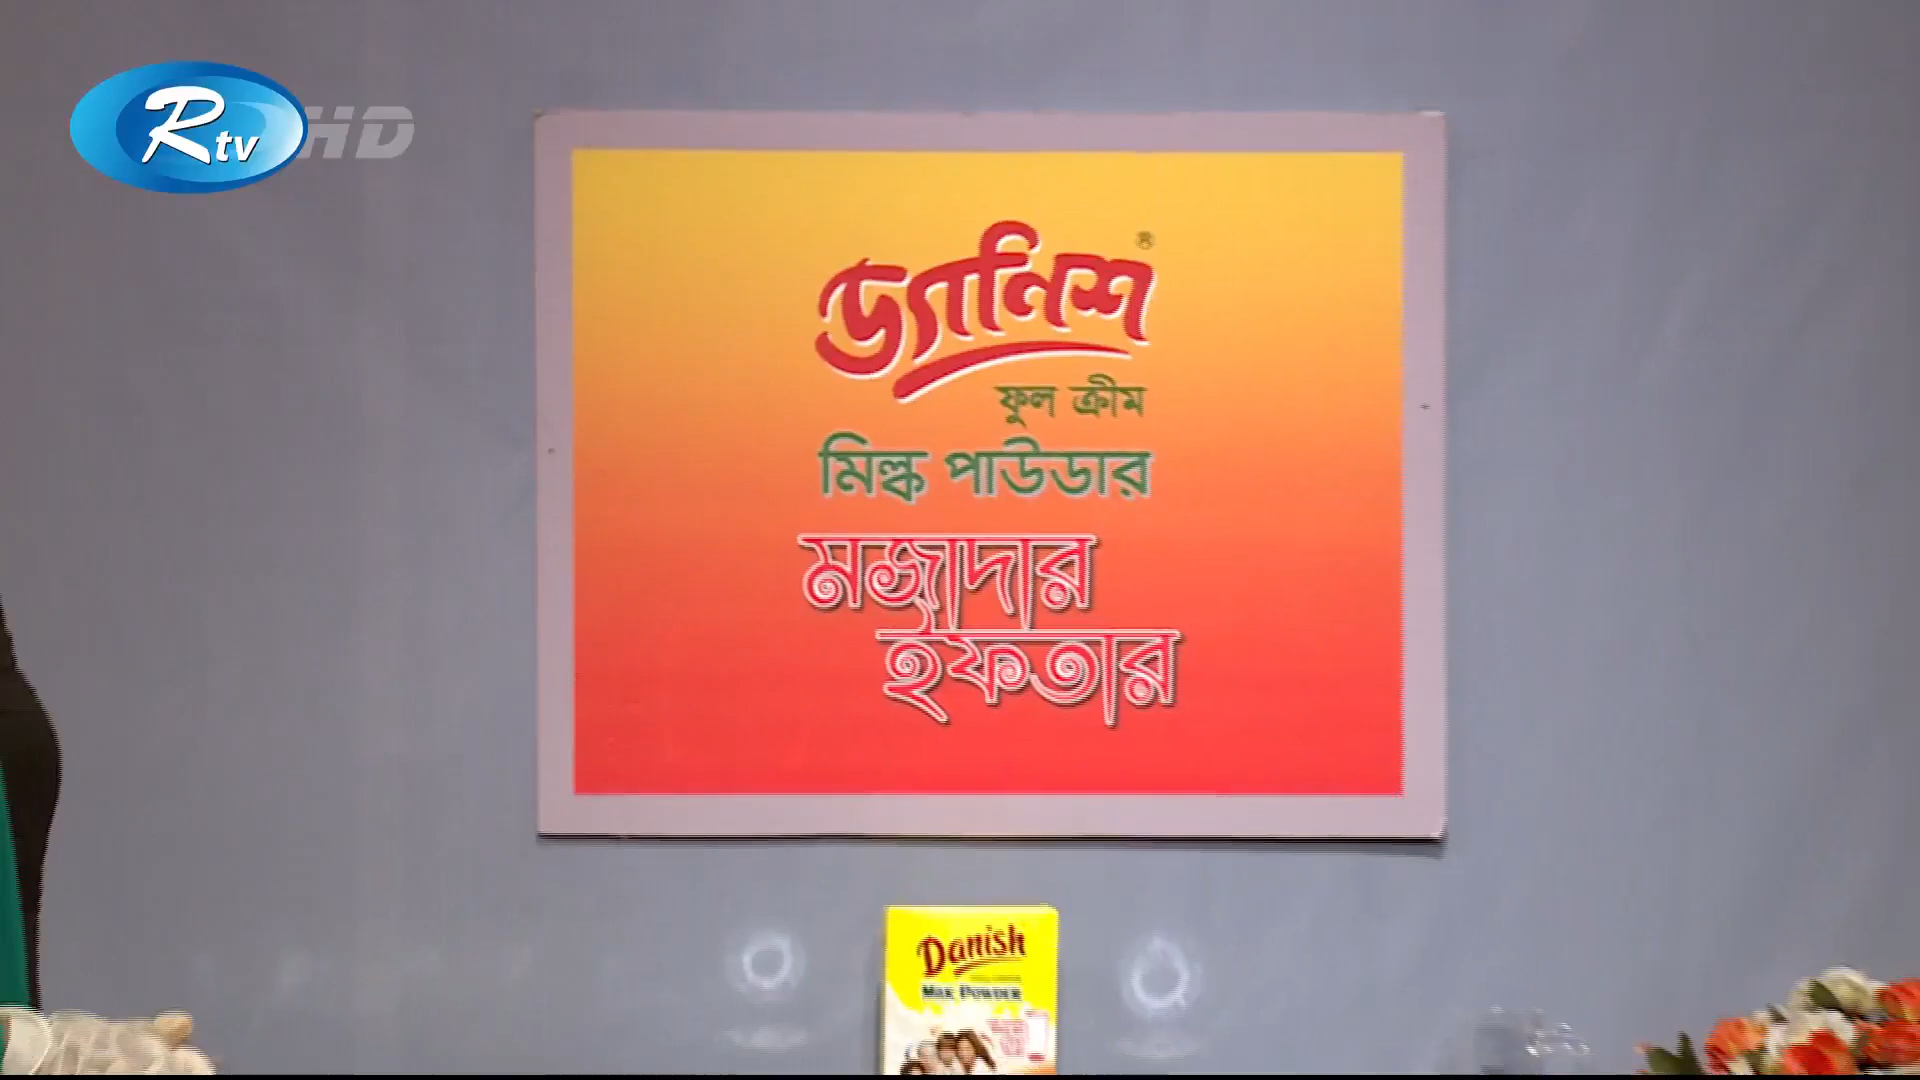 Rtv HD
ড্যানিশ®
ফুল ক্রীম
মিল্ক পাউডার
মজাদার
ইফতার
Danish
MILK POWDER